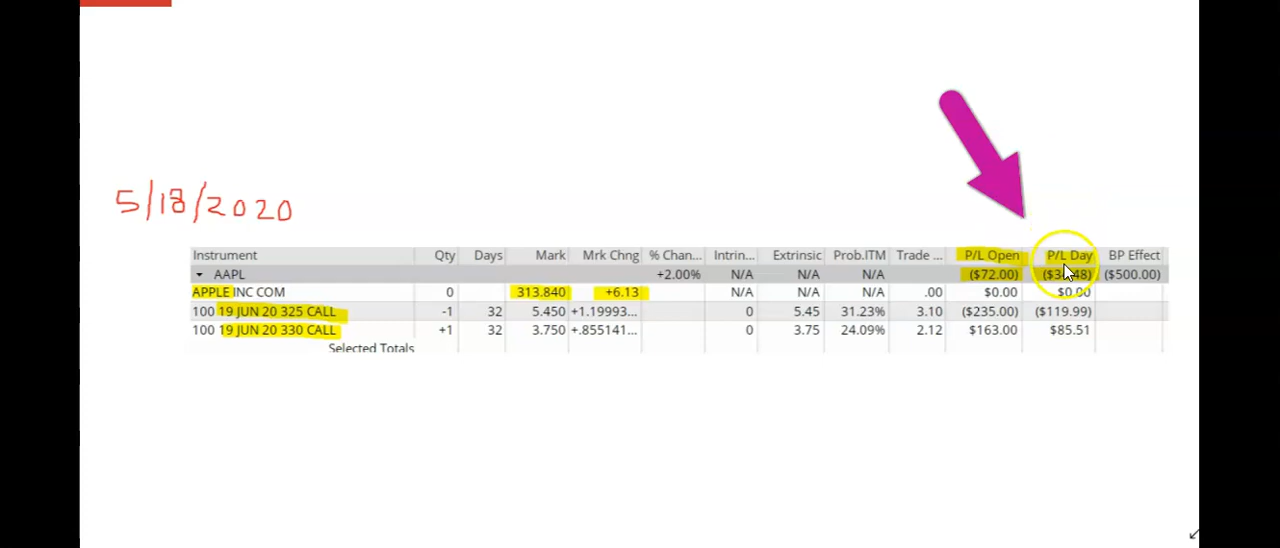 5/18/2020
Instrument Qty Days Mark Mrk Chng % Chan... Intrin... Extrinsic Prob.ITM Trade ... P/L Open P/L Day BP Effect
AAPL +2.00% N/A N/A N/A ($72.00) ($34.48) ($500.00)
APPLE INC COM 0 313.840 +6.13 N/A N/A N/A .00 $0.00 $0.00
100 19 JUN 20 325 CALL -1 32 5.450 +1.19993... 0 5.45 31.23% 3.10 ($235.00) ($119.99)
100 19 JUN 20 330 CALL +1 32 3.750 +.855141... 0 3.75 24.09% 2.12 $163.00 $85.51
Selected Totals